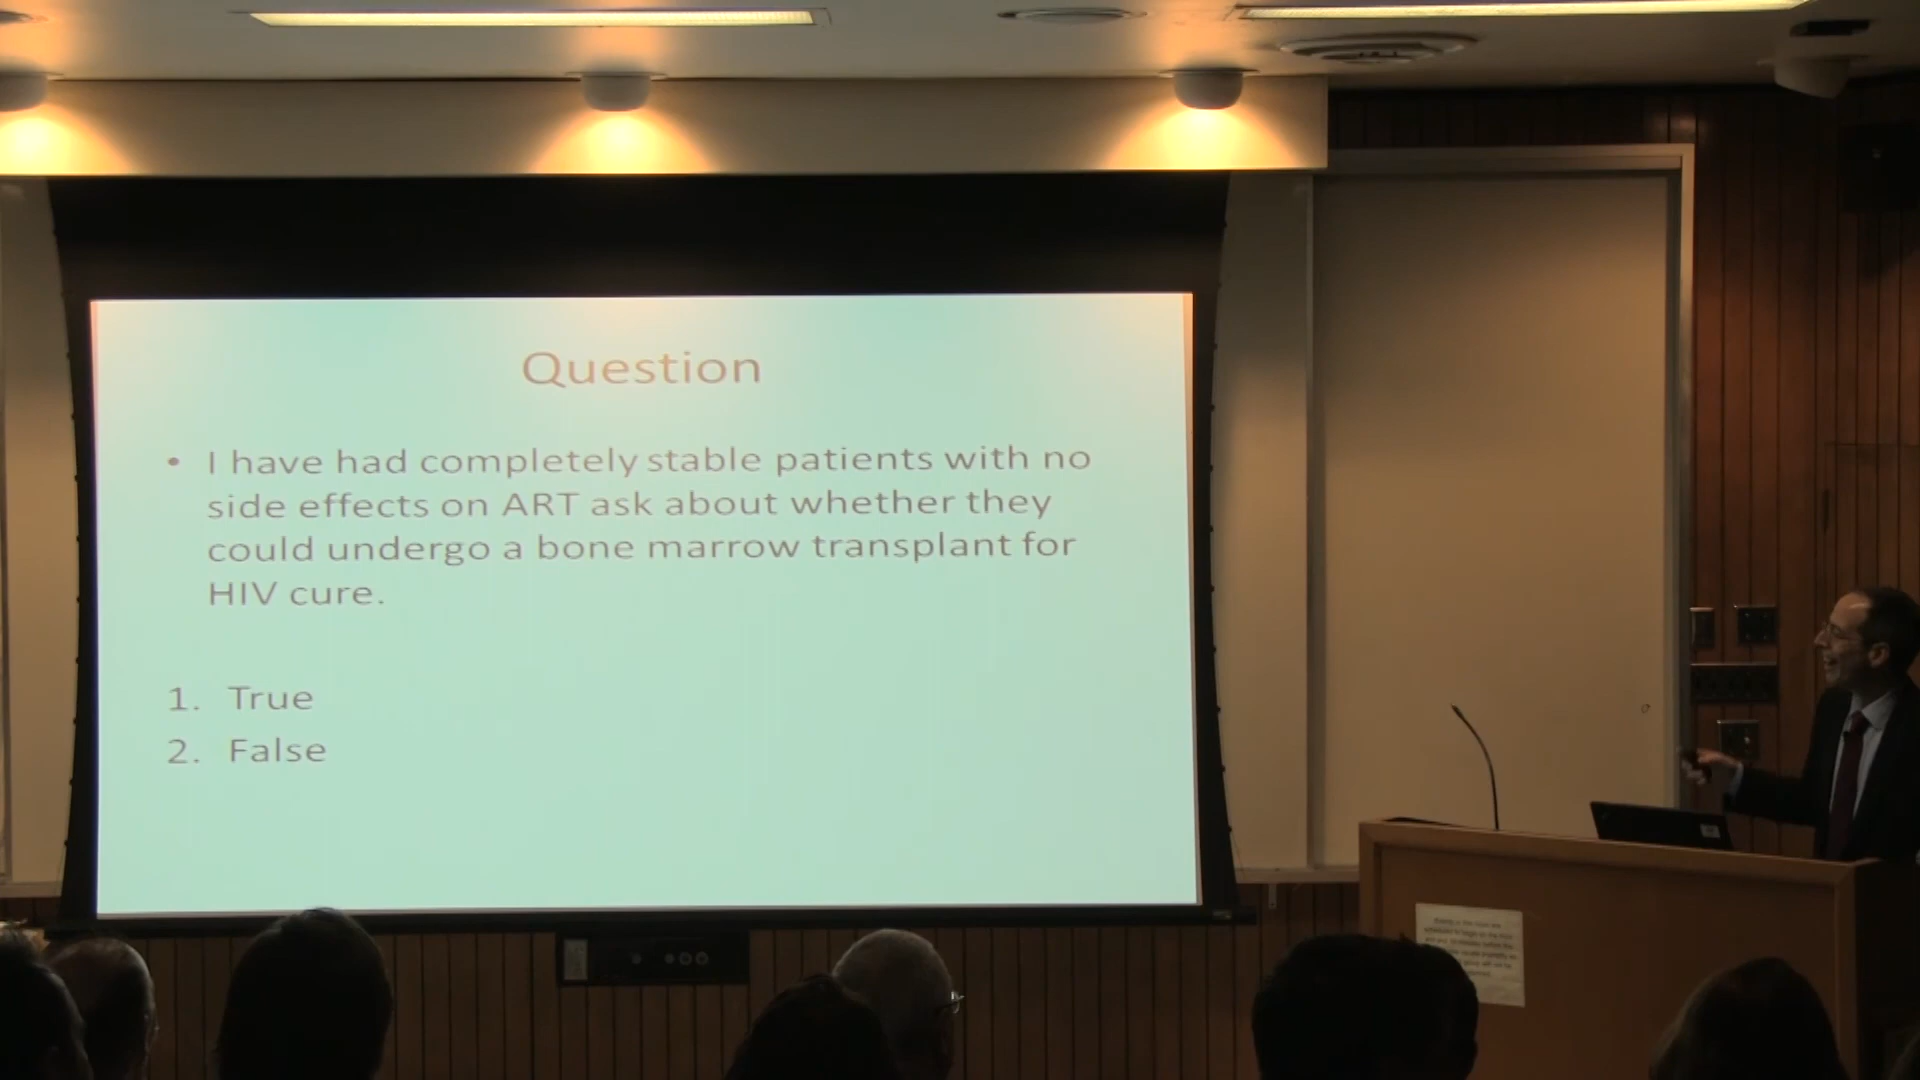 Question
• I have had completely stable patients with no
side effects on ART ask about whether they
could undergo a bone marrow transplant for
HIV cure.
1. True
2. False